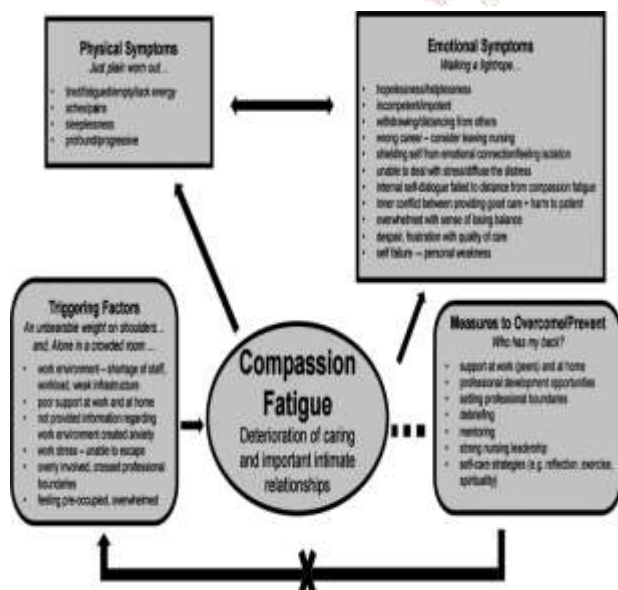 Physical Symptoms
Just plain worn out…
• tired/fatigued/empty/lack energy
• aches/pains
• sleeplessness
• profound/progressive
Emotional Symptoms
Walking a tightrope…
• hopelessness/helplessness
• incompetent/impotent
• withdrawing/distancing from others
• wrong career – consider leaving nursing
• shielding self from emotional connection/feeling isolation
• unable to deal with stress/diffuse the distress
• internal self-dialogue failed to distance from compassion fatigue
• inner conflict between providing good care + harm to patient
• overwhelmed with sense of losing balance
• despair, frustration with quality of care
• self failure — personal weakness
Triggering Factors
An unbearable weight on shoulders…
and, Alone in a crowded room…
• work environment – shortage of staff,
workload, weak infrastructure
• poor support at work and at home
• not provided information regarding
work environment created anxiety
• work stress – unable to escape
• overly involved, crossed professional
boundaries
• feeling pre-occupied, overwhelmed
Compassion
Fatigue
Deterioration of caring
and important intimate
relationships
Measures to Overcome/Prevent
Who has my back?
• support at work (peers) and at home
• professional development opportunities
• setting professional boundaries
• debriefing
• mentoring
• strong nursing leadership
• self-care strategies (e.g. reflection, exercise,
spirituality)